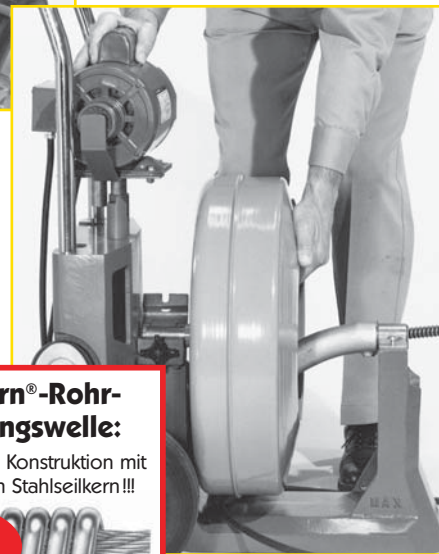 rn®-Rohr-
ngswelle:
Konstruktion mit
n Stahlseilkern!!!
MAX